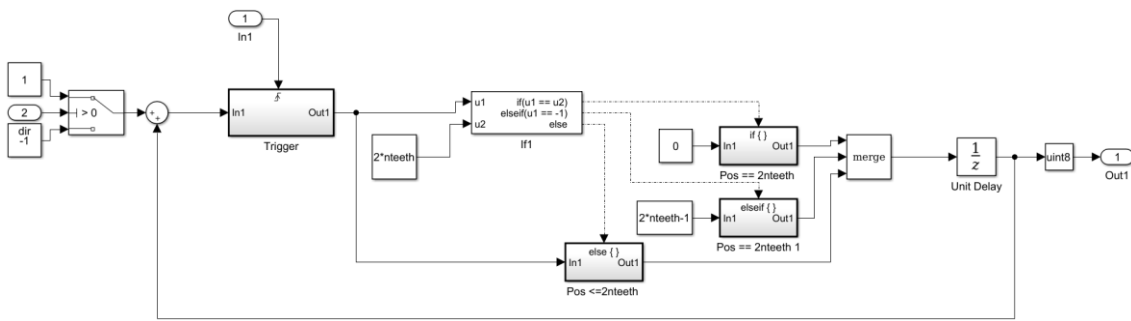 1
In1
1
2
dir
-1
> 0
+
+
In1
Out1
Trigger
2*nteeth
u1
u2
if(u1 == u2)
elseif(u1 == -1)
else
If1
0
if { }
In1
Out1
Pos == 2nteeth
2*nteeth-1
elseif { }
In1
Out1
Pos == 2nteeth 1
else { }
In1
Out1
Pos <=2nteeth
merge
1
z
Unit Delay
uint8
1
Out1